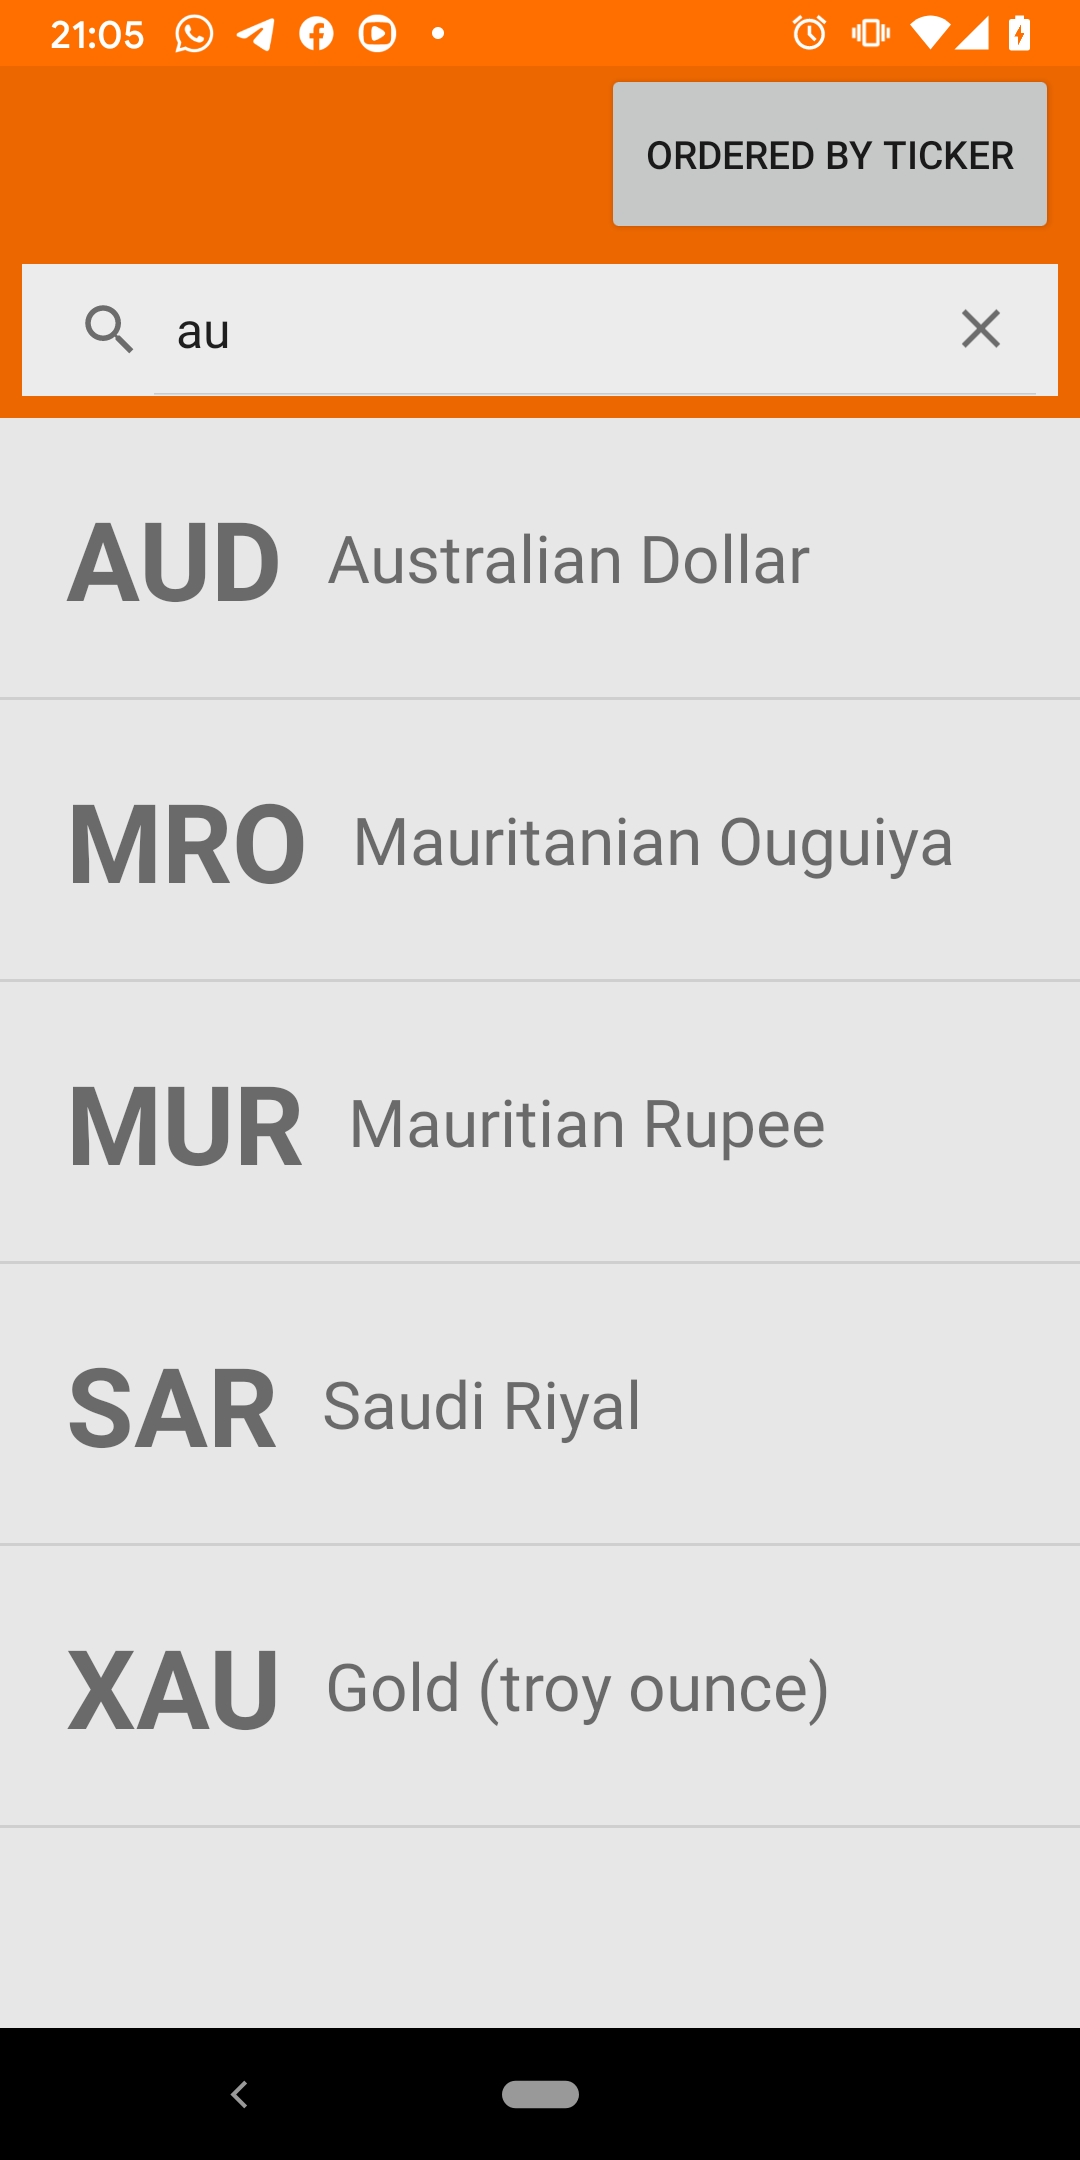 21:05
ORDERED BY TICKER
au
AUD Australian Dollar
MRO Mauritanian Ouguiya
MUR Mauritian Rupee
SAR Saudi Riyal
XAU Gold (troy ounce)